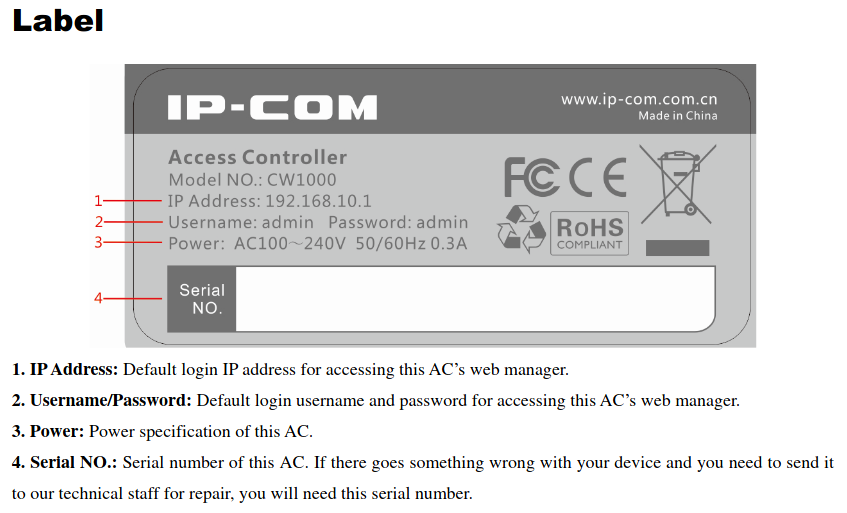 Label
IP-COM
www.ip-com.com.cn
Made in China
Access Controller
Model NO.: CW1000
1 IP Address: 192.168.10.1
2 Username: admin Password: admin
3 Power: AC100～240V 50/60Hz 0.3A
FC CE
RoHS
COMPLIANT
4 Serial
NO.
1. IP Address: Default login IP address for accessing this AC’s web manager.
2. Username/Password: Default login username and password for accessing this AC’s web manager.
3. Power: Power specification of this AC.
4. Serial NO.: Serial number of this AC. If there goes something wrong with your device and you need to send it
to our technical staff for repair, you will need this serial number.